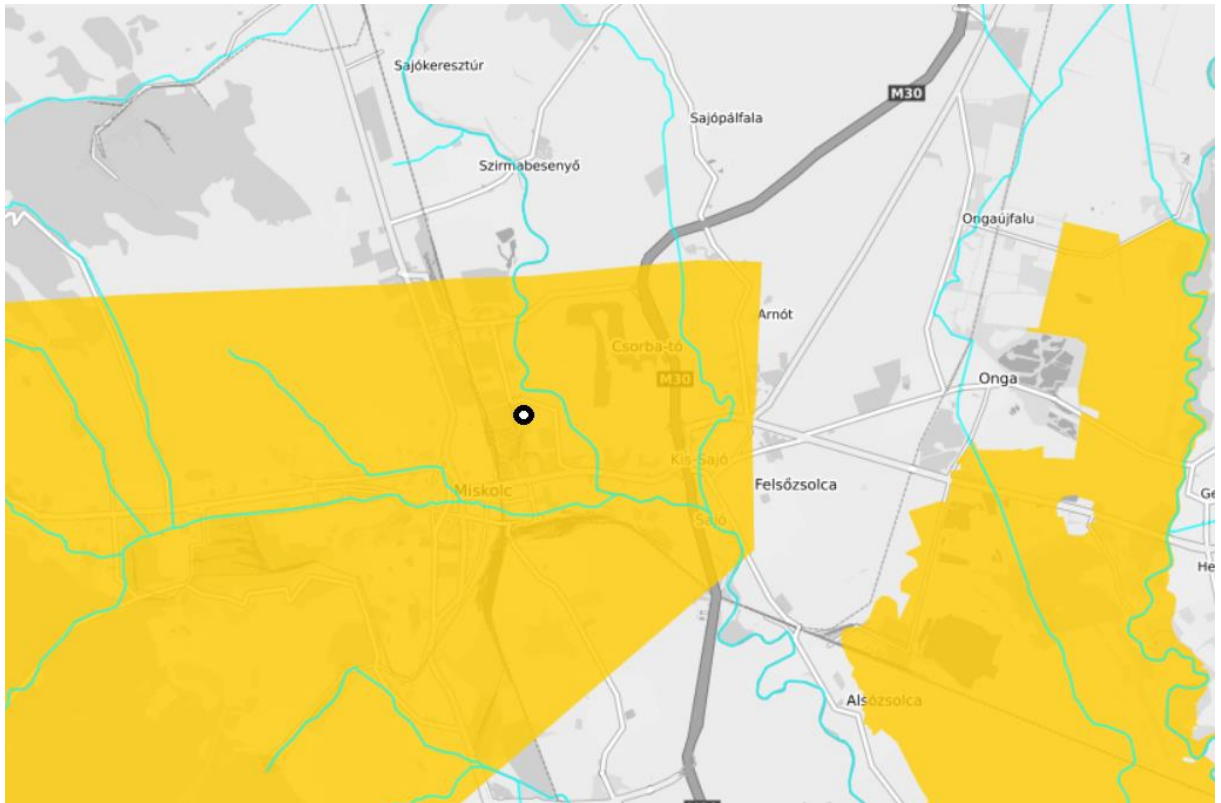 Sajókeresztúr
M30
Sajópálfala
Szirmabesenyő
Ongaújfalu
Arnót
Csorba-tó
M30
Onga
Kis-Sajó
Felsőzsolca
Miskolc
Sajó
Alsózsolca